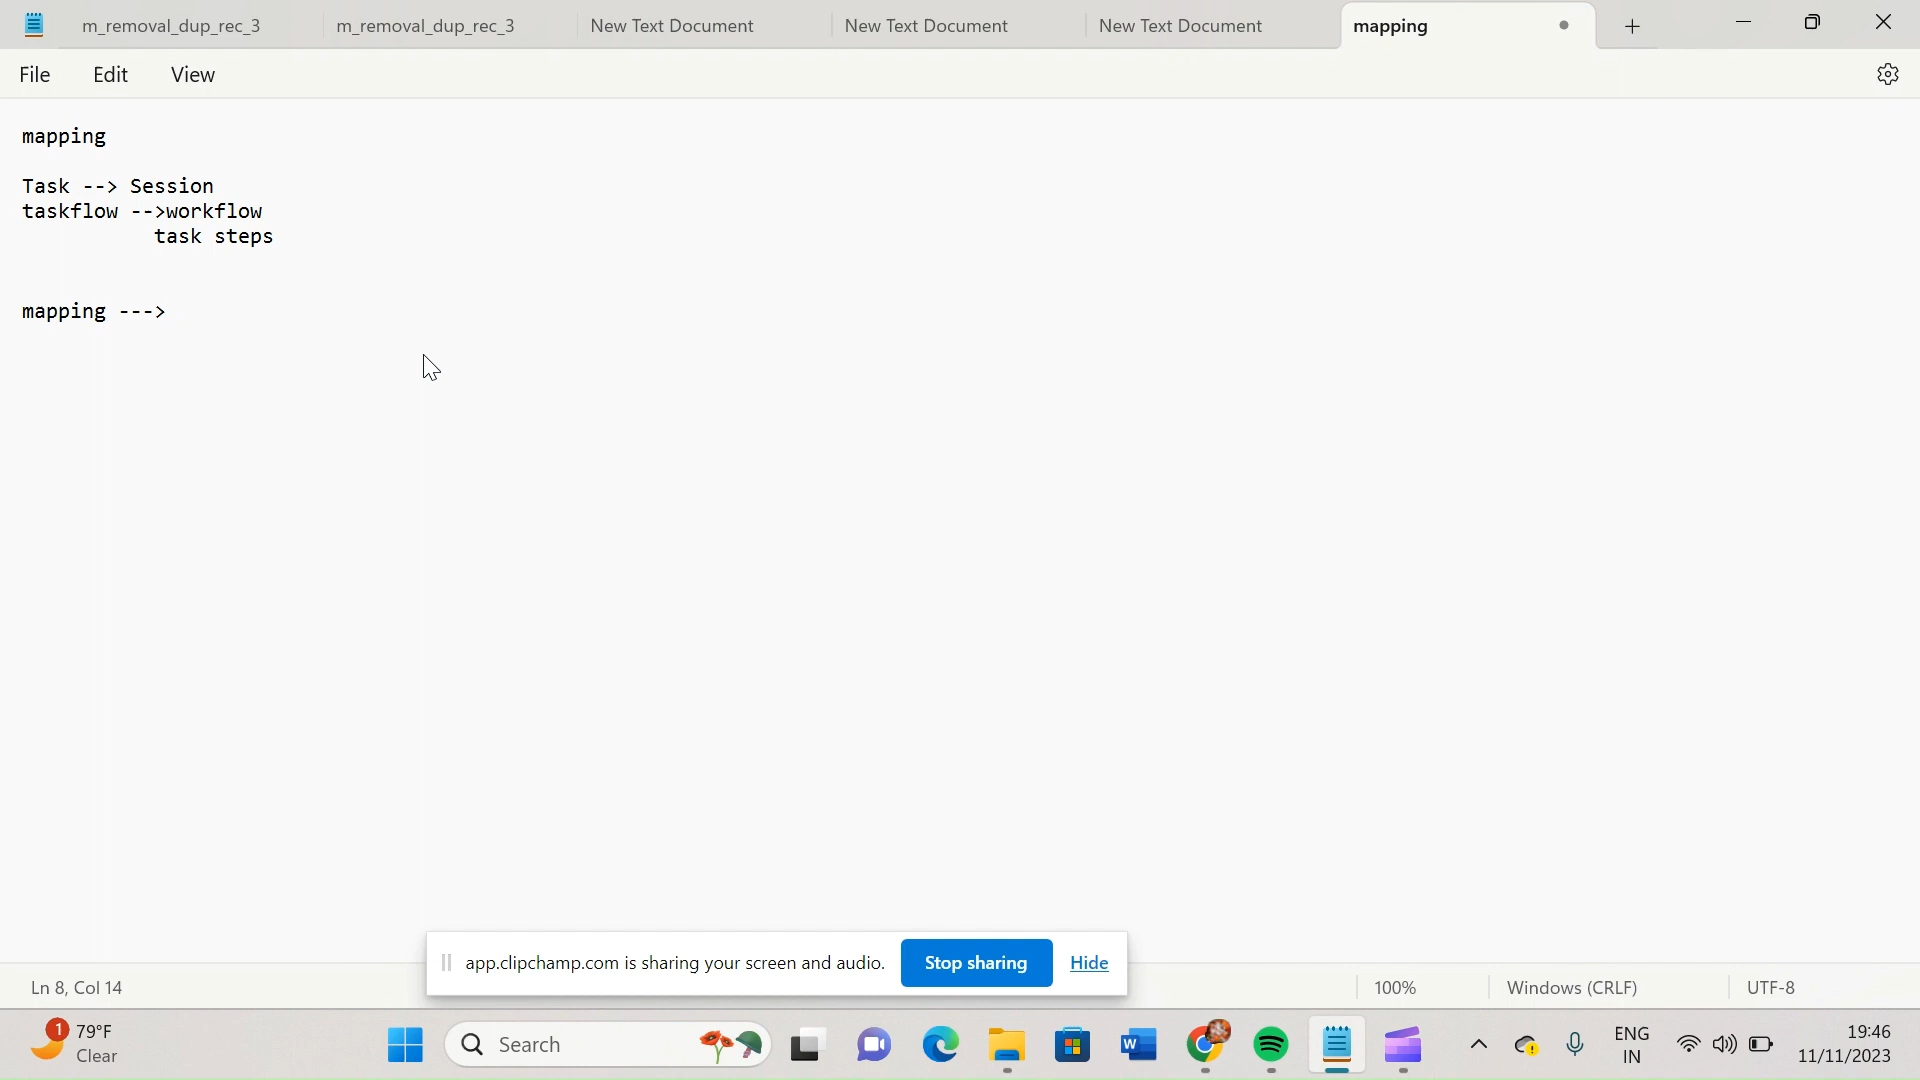 m_removal_dup_rec_3 m_removal_dup_rec_3 New Text Document New Text Document New Text Document mapping
File Edit View
mapping
Task --> Session
taskflow -->workflow
task steps
mapping --->
app.clipchamp.com is sharing your screen and audio. Stop sharing Hide
Ln 8, Col 14 100% Windows (CRLF) UTF-8
1 79°F Search W ENG 19:46
Clear IN 11/11/2023